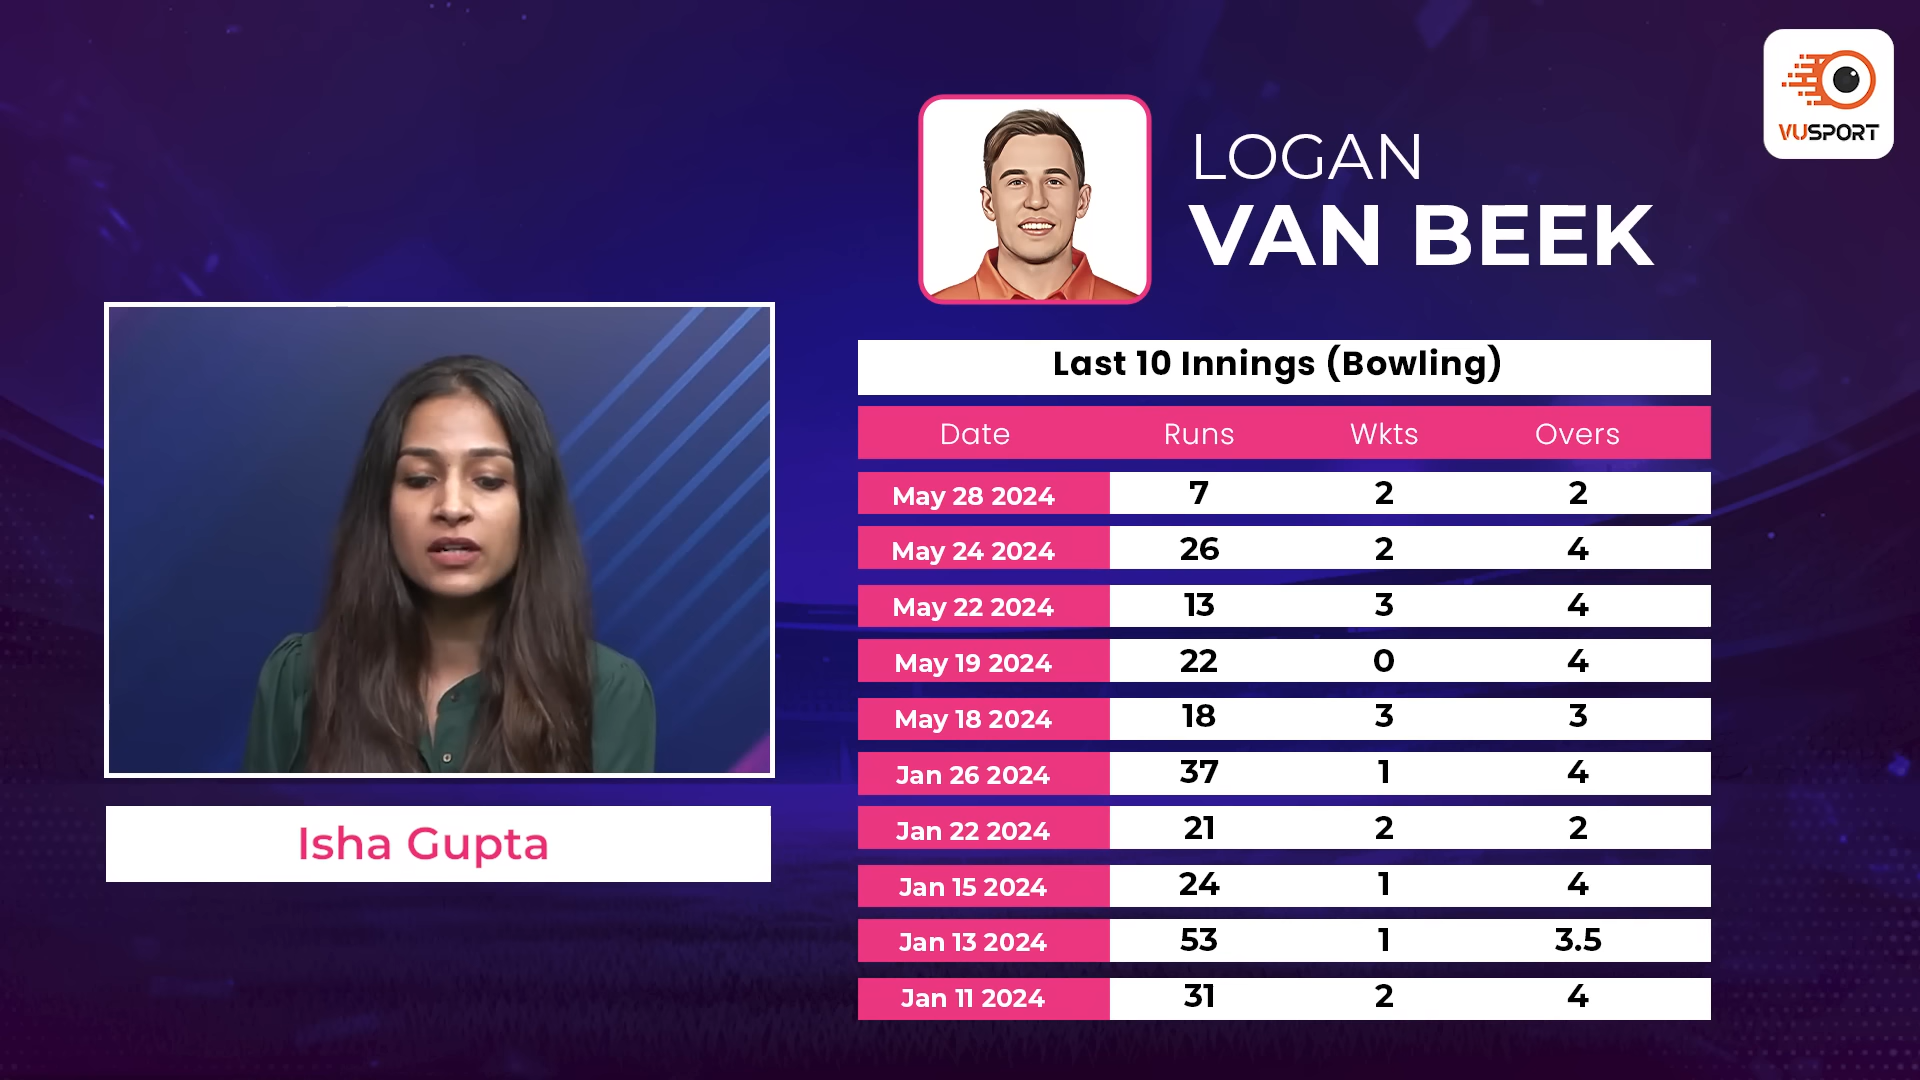 VUSPORT
LOGAN
VAN BEEK
Last 10 Innings (Bowling)
Date Runs Wkts Overs
May 28 2024 7 2 2
May 24 2024 26 2 4
May 22 2024 13 3 4
May 19 2024 22 0 4
May 18 2024 18 3 3
Jan 26 2024 37 1 4
Jan 22 2024 21 2 2
Jan 15 2024 24 1 4
Jan 13 2024 53 1 3.5
Jan 11 2024 31 2 4
Isha Gupta